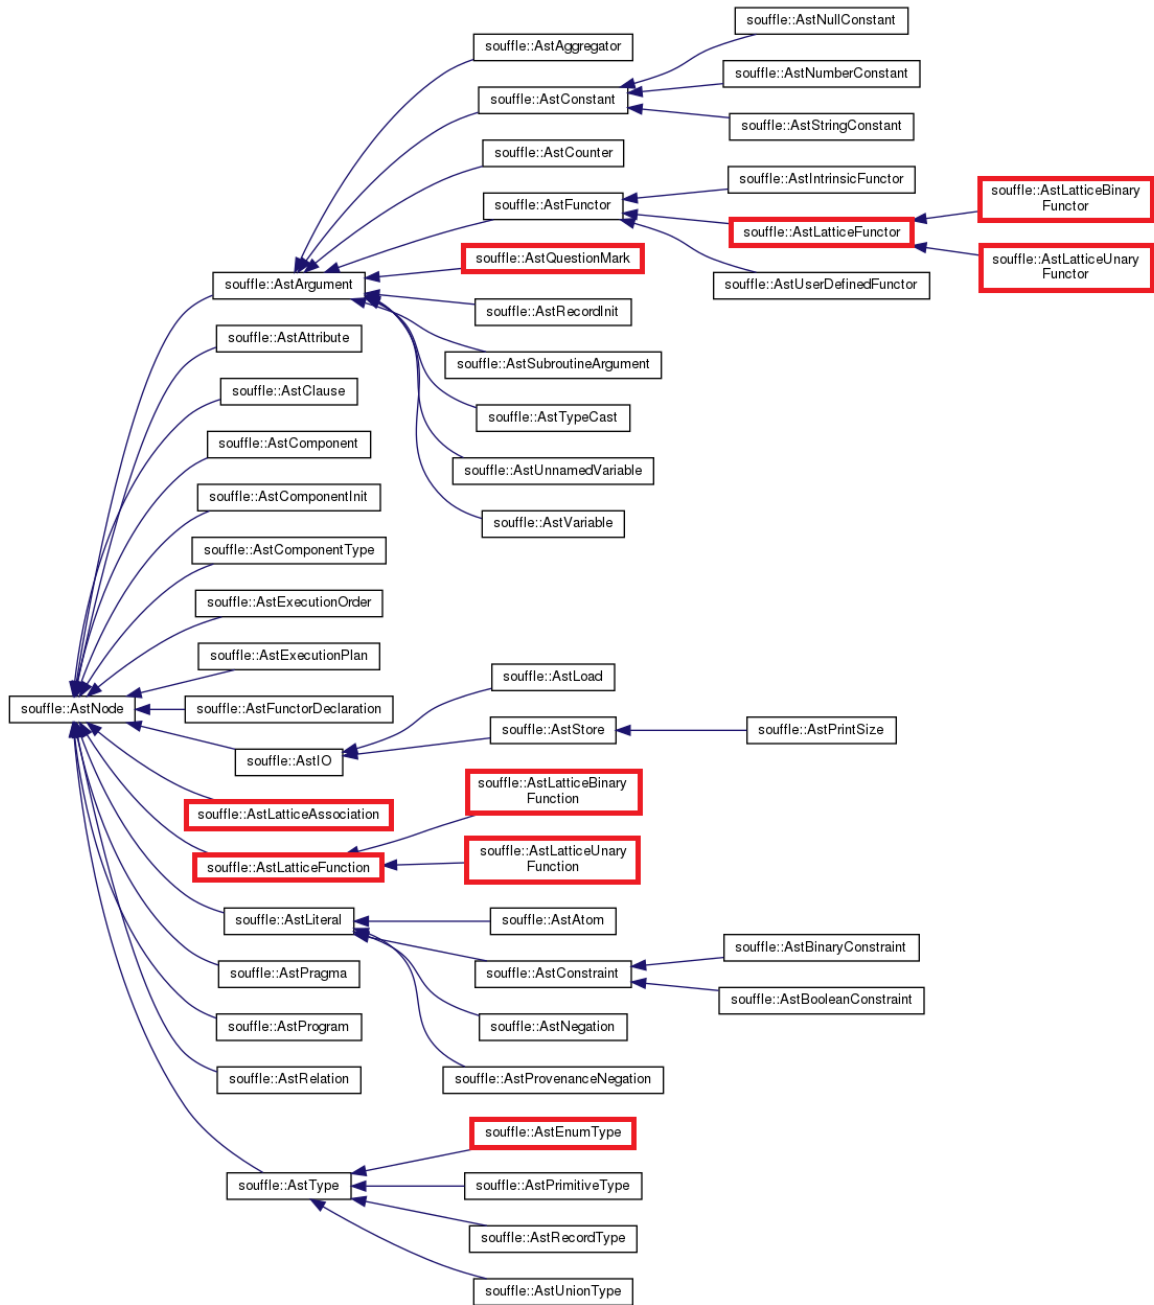 souffle::AstNullConstant
souffle::AstAggregator
souffle::AstNumberConstant
souffle::AstConstant
souffle::AstStringConstant
souffle::AstCounter
souffle::AstIntrinsicFunctor
souffle::AstLatticeBinary
Functor
souffle::AstFunctor
souffle::AstLatticeFunctor
souffle::AstQuestionMark
souffle::AstLatticeUnary
Functor
souffle::AstArgument
souffle::AstUserDefinedFunctor
souffle::AstRecordInit
souffle::AstAttribute
souffle::AstSubroutineArgument
souffle::AstClause
souffle::AstTypeCast
souffle::AstComponent
souffle::AstUnnamedVariable
souffle::AstComponentInit
souffle::AstVariable
souffle::AstComponentType
souffle::AstExecutionOrder
souffle::AstExecutionPlan
souffle::AstLoad
souffle::AstNode
souffle::AstFunctorDeclaration
souffle::AstStore
souffle::AstPrintSize
souffle::AstIO
souffle::AstLatticeBinary
Function
souffle::AstLatticeAssociation
souffle::AstLatticeUnary
Function
souffle::AstLatticeFunction
souffle::AstLiteral
souffle::AstAtom
souffle::AstBinaryConstraint
souffle::AstPragma
souffle::AstConstraint
souffle::AstBooleanConstraint
souffle::AstProgram
souffle::AstNegation
souffle::AstRelation
souffle::AstProvenanceNegation
souffle::AstEnumType
souffle::AstType
souffle::AstPrimitiveType
souffle::AstRecordType
souffle::AstUnionType